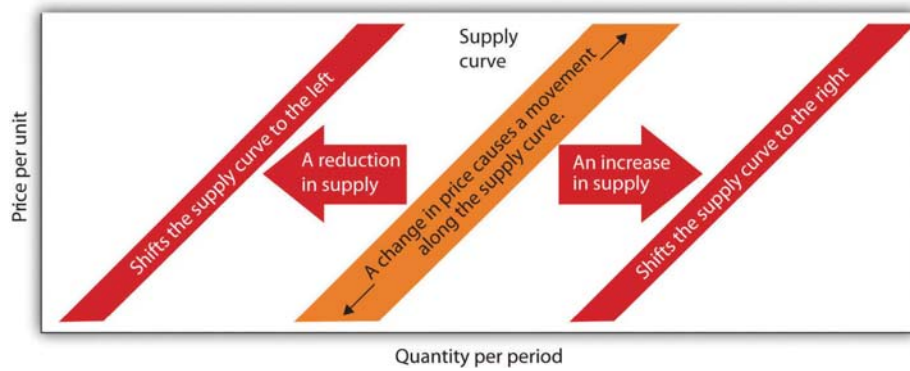 Supply
curve
Price per unit
Shifts the supply curve to the left
A reduction
in supply
A change in price causes a movement
along the supply curve.
An increase
in supply
Shifts the supply curve to the right
Quantity per period